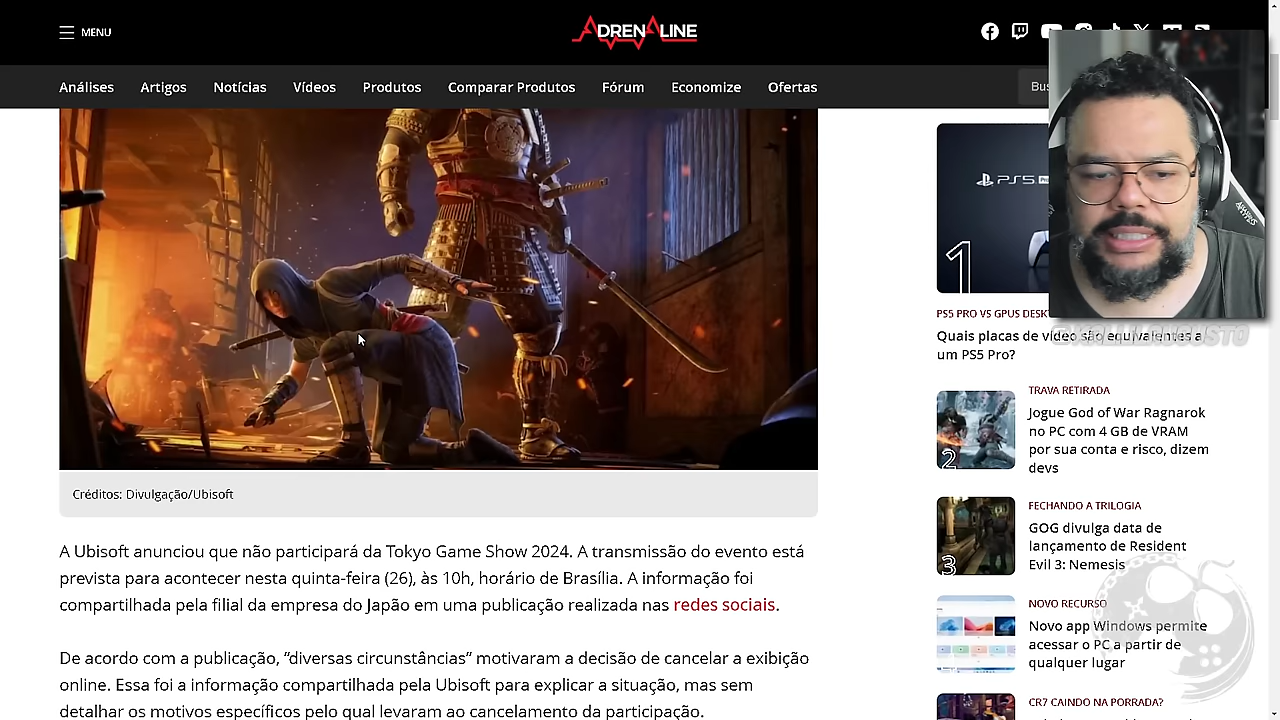 MENU
ADRENALINE
Análises
Artigos
Notícias
Vídeos
Produtos
Comparar Produtos
Fórum
Economize
Ofertas
Créditos: Divulgação/Ubisoft
A Ubisoft anunciou que não participará da Tokyo Game Show 2024. A transmissão do evento está
prevista para acontecer nesta quinta-feira (26), às 10h, horário de Brasília. A informação foi
compartilhada pela filial da empresa do Japão em uma publicação realizada nas redes sociais.
De acordo com a publicação, "diversas circunstâncias" motivaram a decisão de cancelar a exibição
online. Essa foi a informação compartilhada pela Ubisoft para explicar a situação, mas sem
detalhar os motivos específicos pelo qual levaram ao cancelamento da participação.
PS5
1
PS5 PRO VS GPUS
Quais placas de vídeo são equivalentes a
um PS5 Pro?
2
TRAVA RETIRADA
Jogue God of War Ragnarok
no PC com 4 GB de VRAM
por sua conta e risco, dizem
devs
3
FECHANDO A TRILOGIA
GOG divulga data de
lançamento de Resident
Evil 3: Nemesis
NOVO RECURSO
Novo app Windows permite
acessar o PC a partir de
qualquer lugar
CR7 CAINDO NA PORRADA?